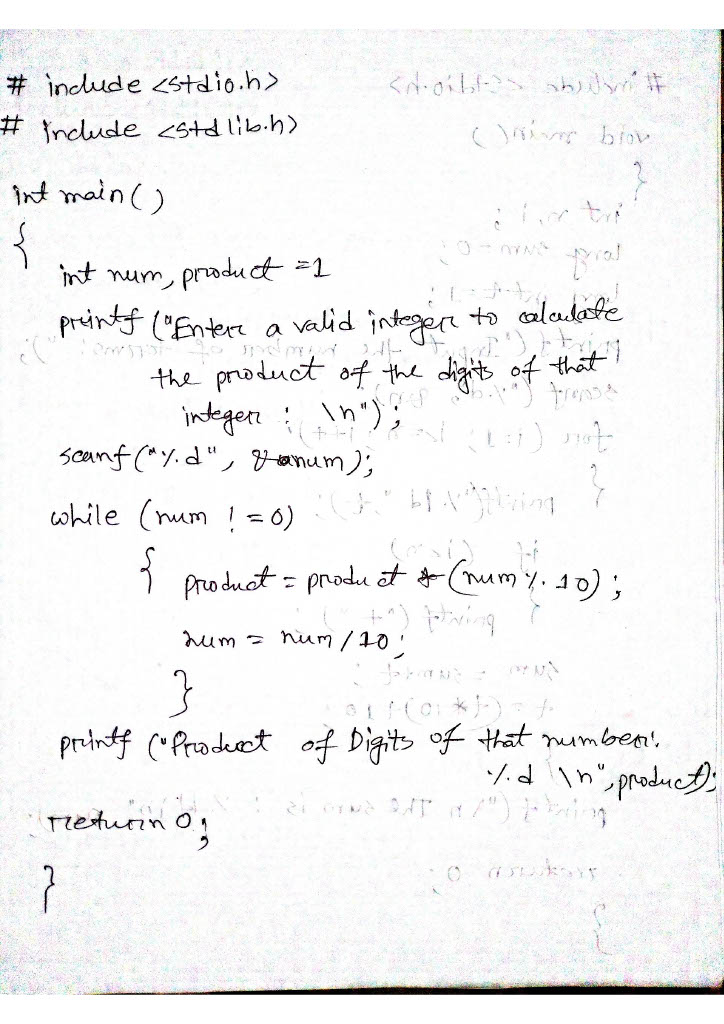 # include <stdio.h>
# include <stdlib.h>
int main()
{
int num, product =1
printf ("Enter a valid integer to calculate
the product of the digits of that
integer : \n");
scanf("%d", &num);
while (num ! =0)
{ product = product * (num % 10);
num = num / 10;
}
printf ("Product of Digits of that number:
%d \n", product);
return 0;
}